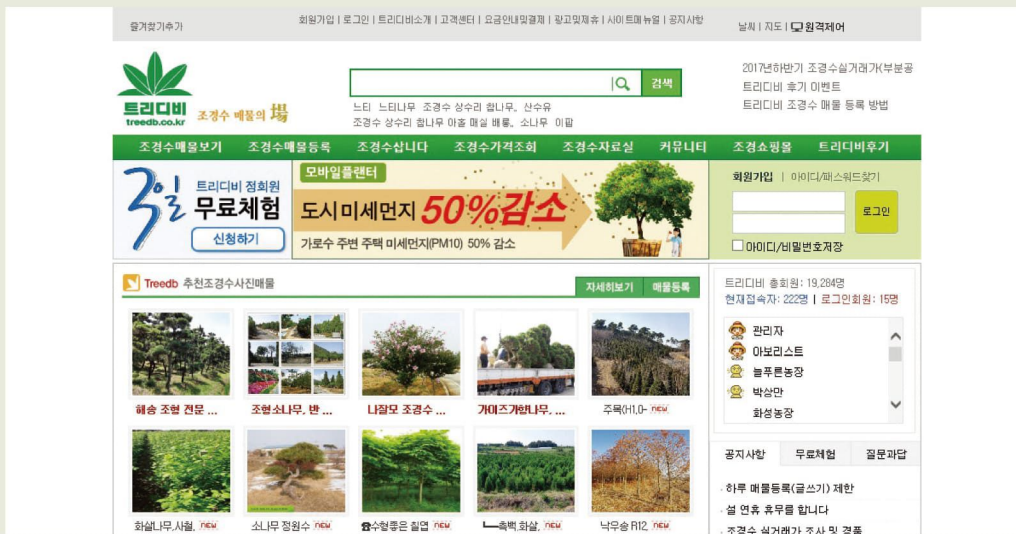 즐겨찾기추가
회원가입 | 로그인 | 트리디비소개 | 고객센터 | 요금안내및결제 | 광고및제휴 | 사이트매뉴얼 | 공지사항
날씨 | 지도 | 원격제어
트리디비
treedb.co.kr
조경수 매물의 場
검색
느티 느티나무 조경수 상수리 참나무, 산수유
조경수 상수리 참나무 아홉 매실 배롱, 소나무 이팝
2017년하반기 조경수실거래가(부분공
트리디비 후기 이벤트
트리디비 조경수 매물 등록 방법
조경수매물보기 조경수매물등록 조경수삽니다 조경수가격조회 조경수자료실 커뮤니티 조경쇼핑몰 트리디비후기
3일 트리디비 정회원
무료체험
신청하기
모바일플랜터
도시미세먼지 50%감소
가로수 주변 주택 미세먼지(PM10) 50% 감소
회원가입 | 아이디/패스워드찾기
로그인
아이디/비밀번호저장
Treedb 추천조경수사진매물
자세히보기 매물등록
트리디비 총회원: 19,284명
현재접속자: 222명 | 로그인회원: 15명
관리자
아보리스트
늘푸른농장
박상만
화성농장
해송 조형 전문 ...
조형소나무, 반 ...
나잘모 조경수 ...
가이즈까향나무, ...
주목(H1,0- new
공지사항 무료체험 질문과답
· 하루 매물등록(글쓰기) 제한
· 설 연휴 휴무를 합니다
· 조경수 실거래가 조사 및 경품
화살나무,사철, new
소나무 정원수 new
☎수형좋은 칠엽 new
┗━측백,화살, new
낙우송 R12, new